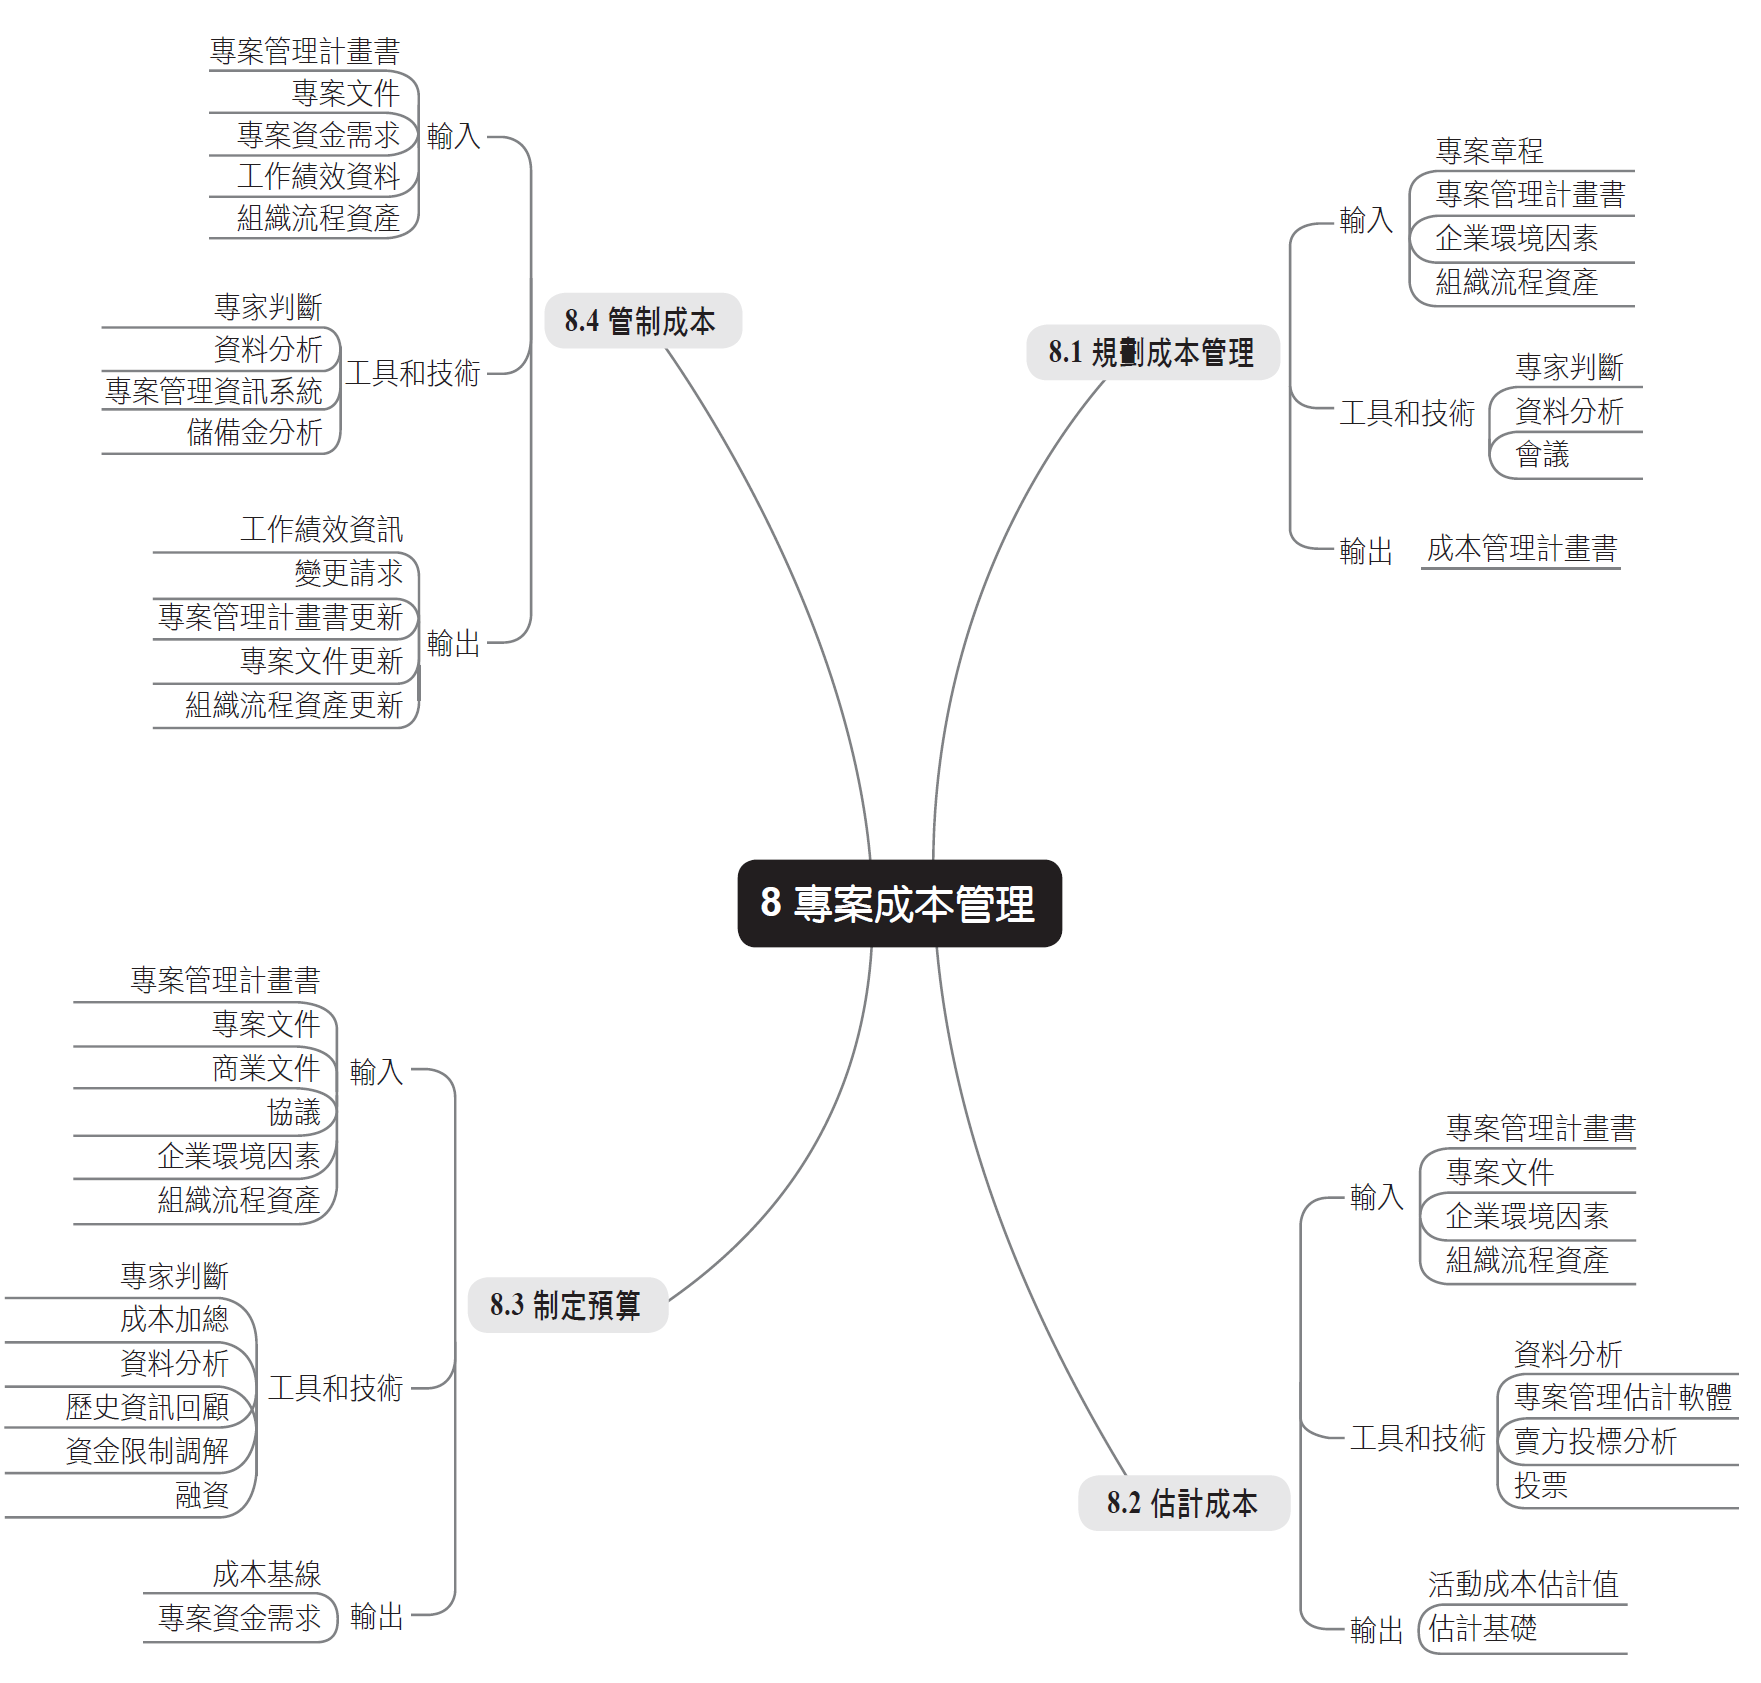 8 專案成本管理
8.1 規劃成本管理
輸入
專案章程
專案管理計畫書
企業環境因素
組織流程資產
工具和技術
專家判斷
資料分析
會議
輸出
成本管理計畫書
8.2 估計成本
輸入
專案管理計畫書
專案文件
企業環境因素
組織流程資產
工具和技術
資料分析
專案管理估計軟體
賣方投標分析
投票
輸出
活動成本估計值
估計基礎
8.3 制定預算
輸入
專案管理計畫書
專案文件
商業文件
協議
企業環境因素
組織流程資產
工具和技術
專家判斷
成本加總
資料分析
歷史資訊回顧
資金限制調解
融資
輸出
成本基線
專案資金需求
8.4 管制成本
輸入
專案管理計畫書
專案文件
專案資金需求
工作績效資料
組織流程資產
工具和技術
專家判斷
資料分析
專案管理資訊系統
儲備金分析
輸出
工作績效資訊
變更請求
專案管理計畫書更新
專案文件更新
組織流程資產更新